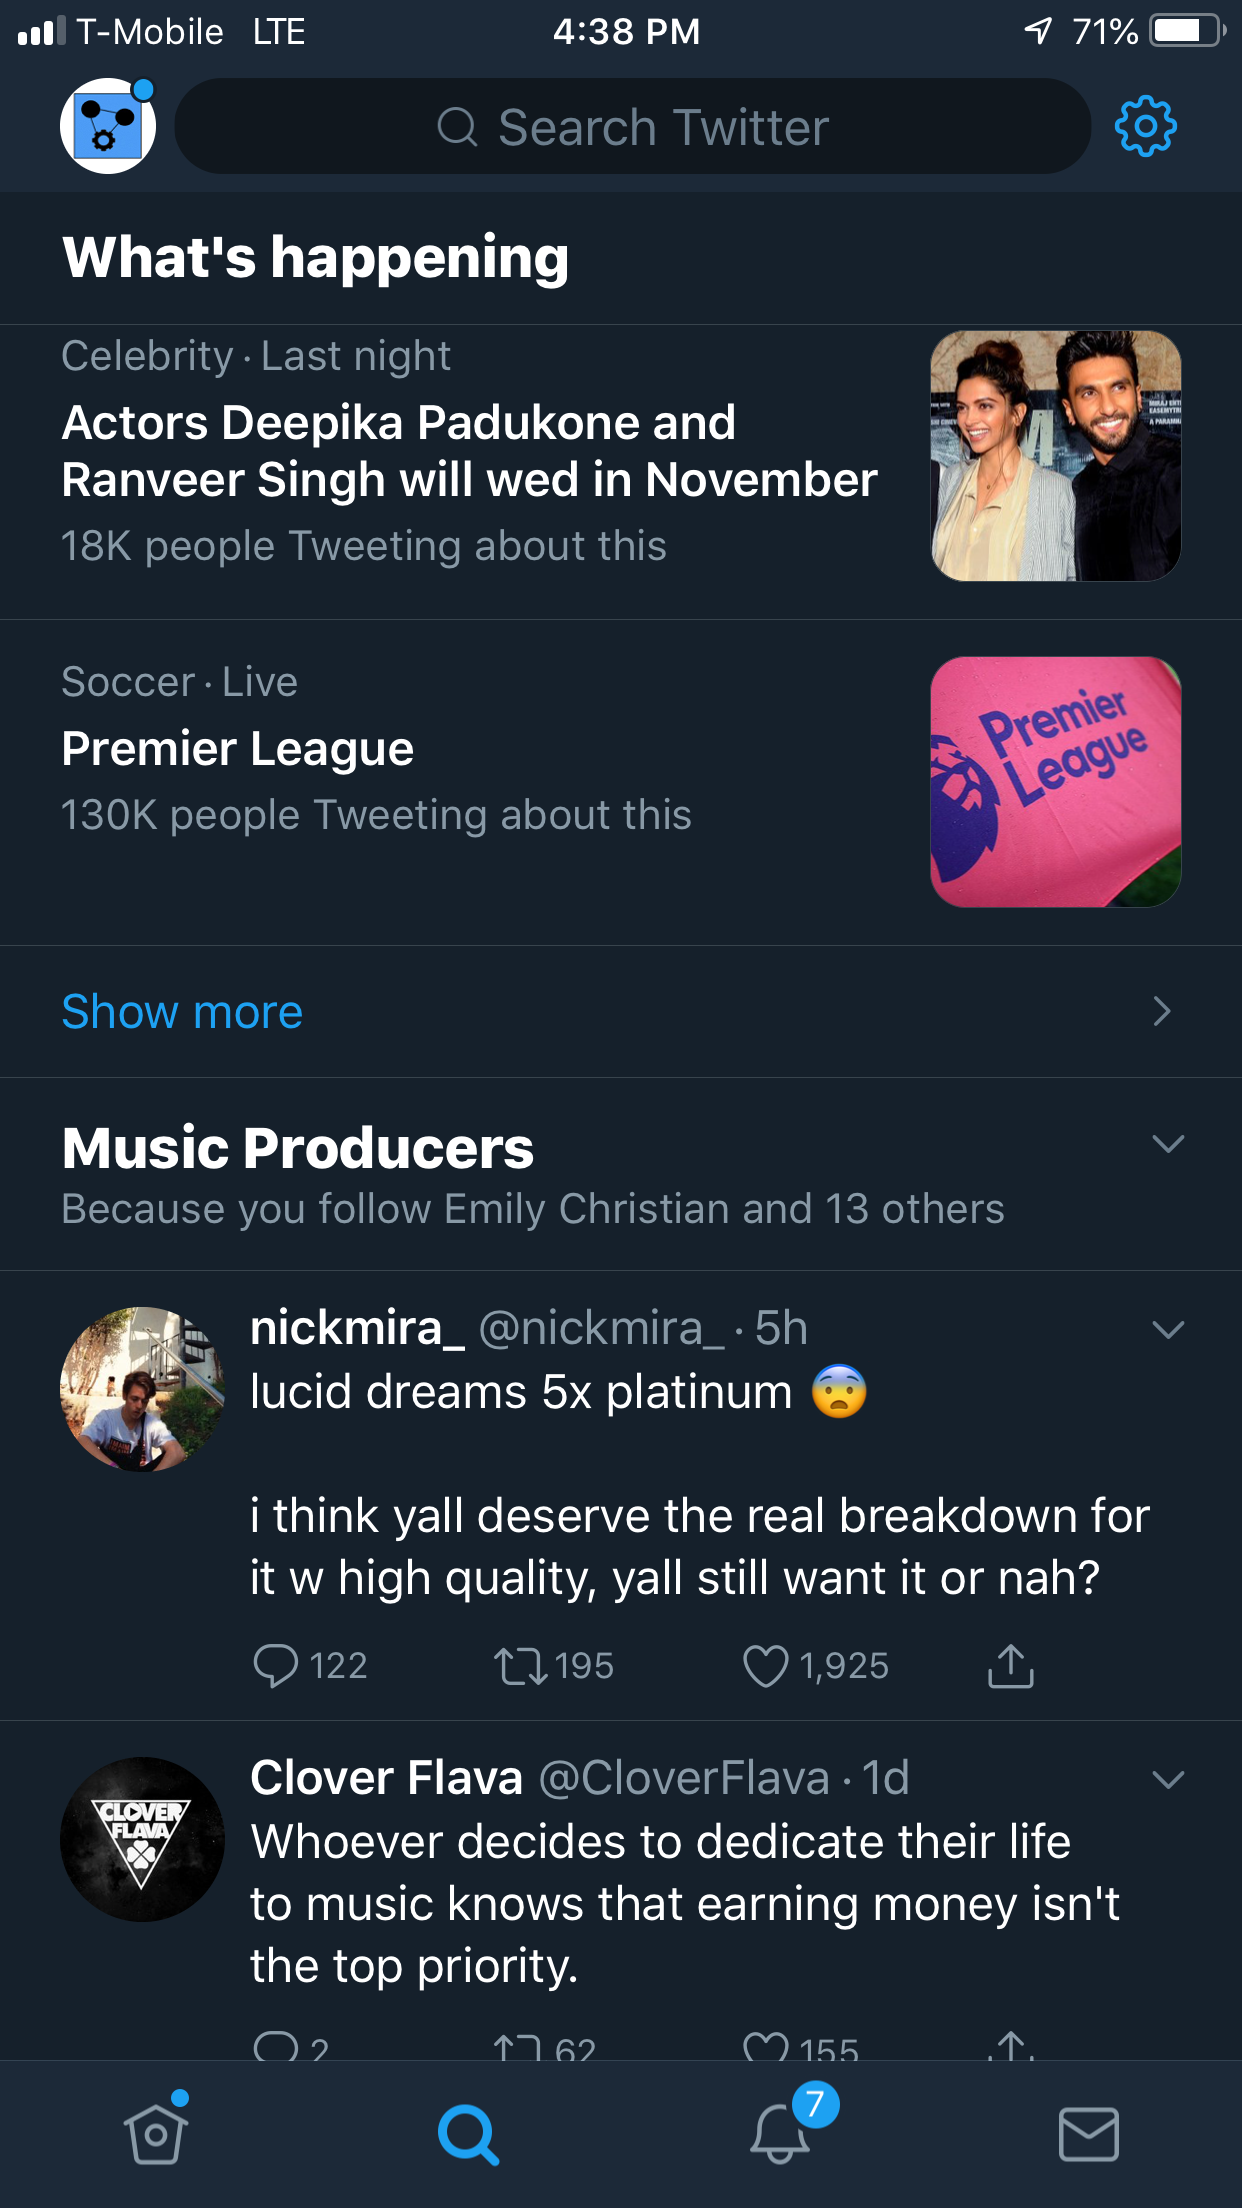 T-Mobile LTE 4:38 PM 71%
Search Twitter
What's happening
Celebrity · Last night
Actors Deepika Padukone and
Ranveer Singh will wed in November
18K people Tweeting about this
Soccer · Live
Premier League
130K people Tweeting about this
Premier
League
Show more
Music Producers
Because you follow Emily Christian and 13 others
nickmira_ @nickmira_ · 5h
lucid dreams 5x platinum 😨
i think yall deserve the real breakdown for
it w high quality, yall still want it or nah?
122 195 1,925
Clover Flava @CloverFlava · 1d
CLOVER
FLAVA
Whoever decides to dedicate their life
to music knows that earning money isn't
the top priority.
2 62 155
7